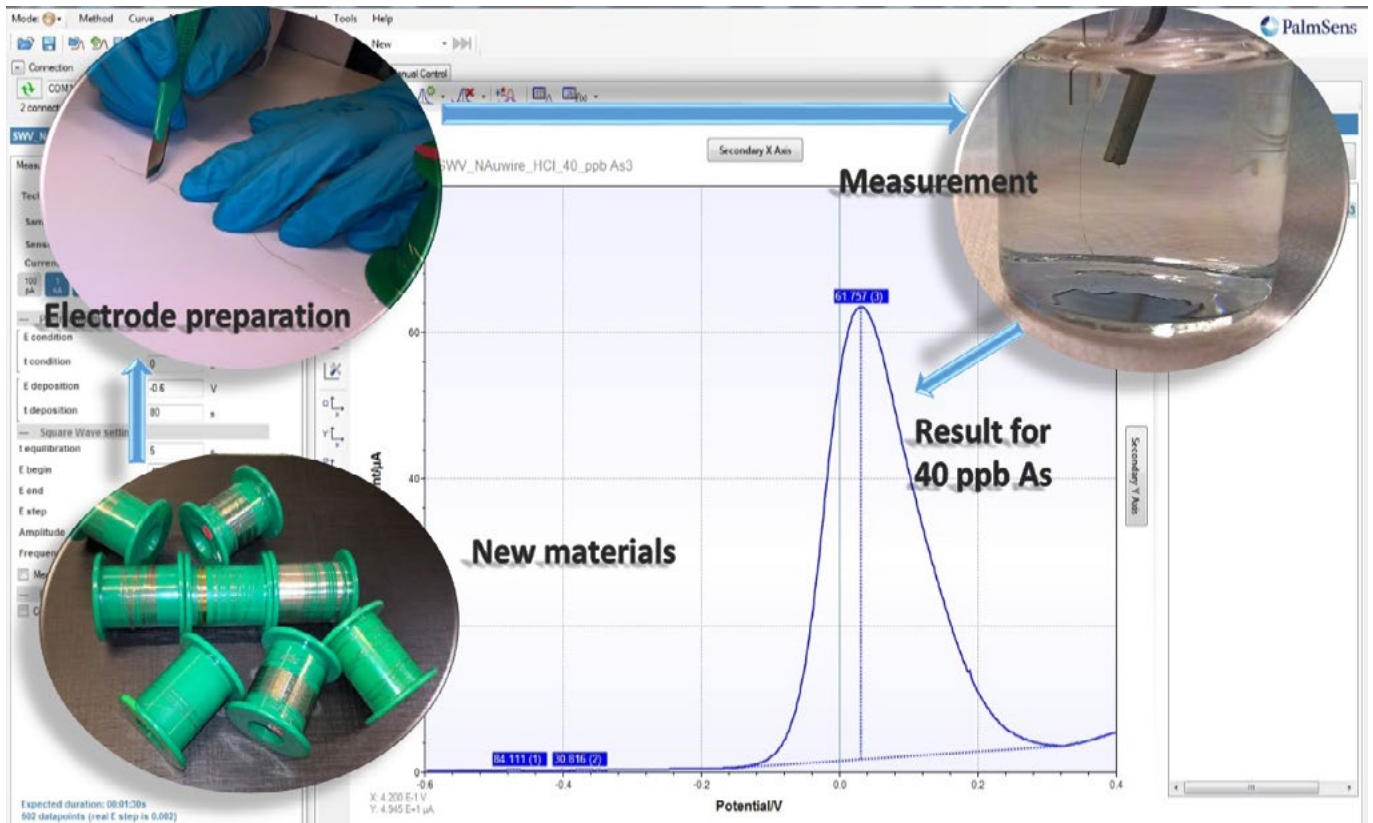 Mode:
Method
Curve
Tools
Help
PalmSens
New
Connection
Manual Control
COM
SWV_NAuwire_HCl_40_ppb As3
Secondary X Axis
Measurement
100
Electrode preparation
61.757 (3)
E condition
t condition
0
E deposition
-0.6
V
t deposition
80
s
Square Wave
t equilibration
5
E begin
E end
E step
Amplitude
60
40
Result for
40 ppb As
Secondary Y Axis
New materials
84.111 (1)
30.816 (2)
0
-0.6
-0.4
-0.2
0.0
0.2
0.4
X: 4.200 E-1 V
Y: 4.945 E+1 µA
Potential/V
Expected duration: 00:01:30s
502 datapoints (real E step is 0.002)